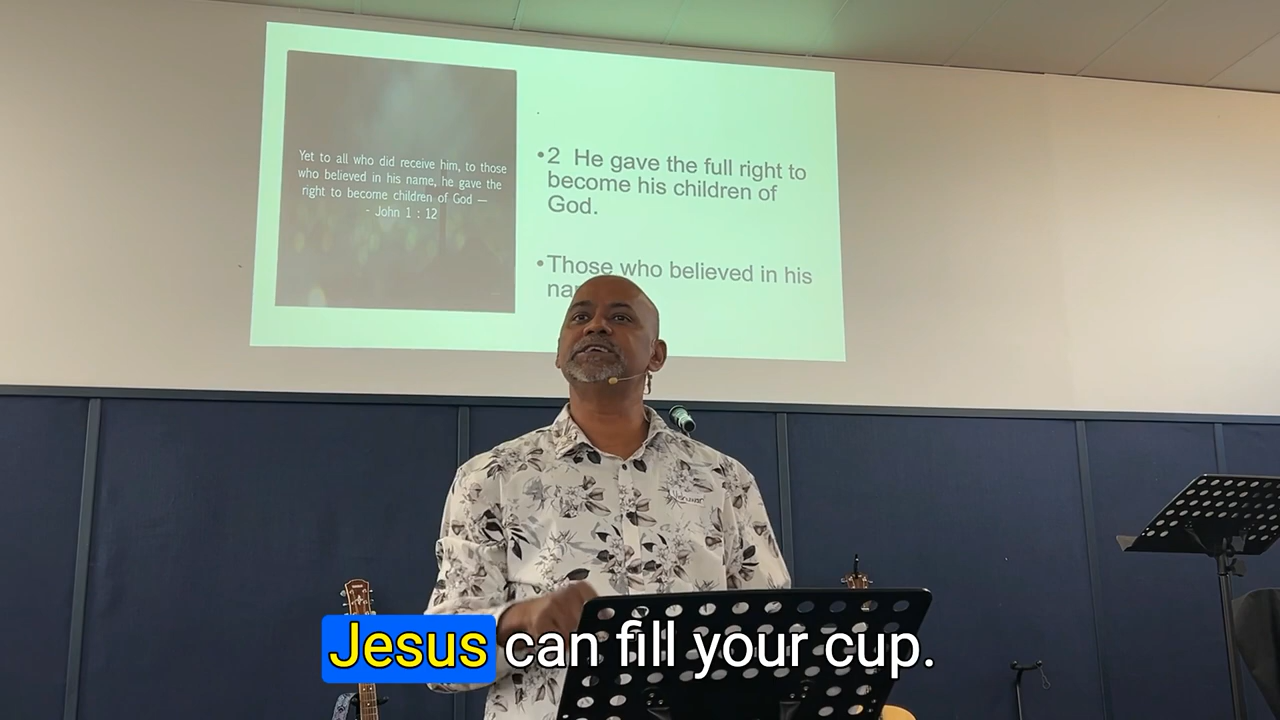 Yet to all who did receive him, to those
who believed in his name, he gave the
right to become children of God —
- John 1 : 12
•2 He gave the full right to
become his children of
God.
•Those who believed in his
Jesus can fill your cup.